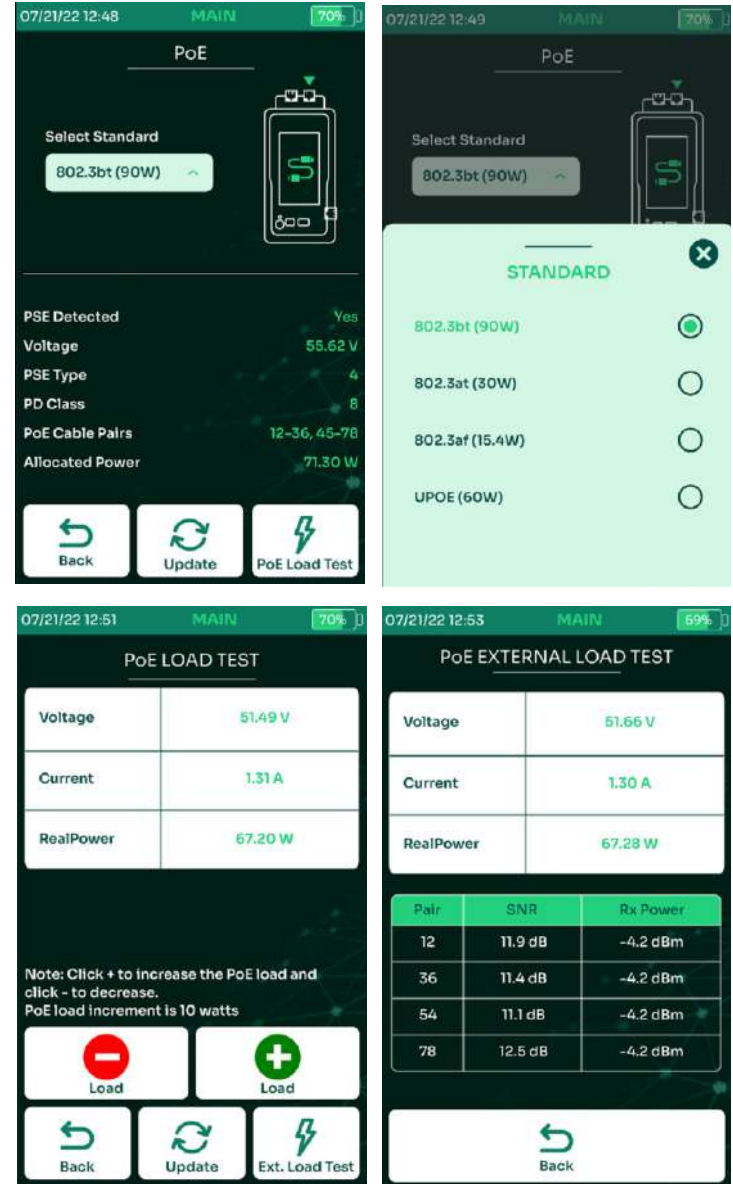 07/21/22 12:48 MAIN 70%
PoE
Select Standard
802.3bt (90W)
PSE Detected Yes
Voltage 55.62 V
PSE Type 4
PD Class 8
PoE Cable Pairs 12-36, 45-78
Allocated Power 71.30 W
Back Update PoE Load Test
07/21/22 12:49 MAIN 70%
PoE
Select Standard
802.3bt (90W)
STANDARD
802.3bt (90W)
802.3at (30W)
802.3af (15.4W)
UPOE (60W)
07/21/22 12:51 MAIN 70%
PoE LOAD TEST
Voltage 51.49 V
Current 1.31 A
RealPower 67.20 W
Note: Click + to increase the PoE load and
click - to decrease.
PoE load increment is 10 watts
Load Load
Back Update Ext. Load Test
07/21/22 12:53 MAIN 69%
PoE EXTERNAL LOAD TEST
Voltage 51.66 V
Current 1.30 A
RealPower 67.28 W
Pair SNR Rx Power
12 11.9 dB -4.2 dBm
36 11.4 dB -4.2 dBm
54 11.1 dB -4.2 dBm
78 12.5 dB -4.2 dBm
Back